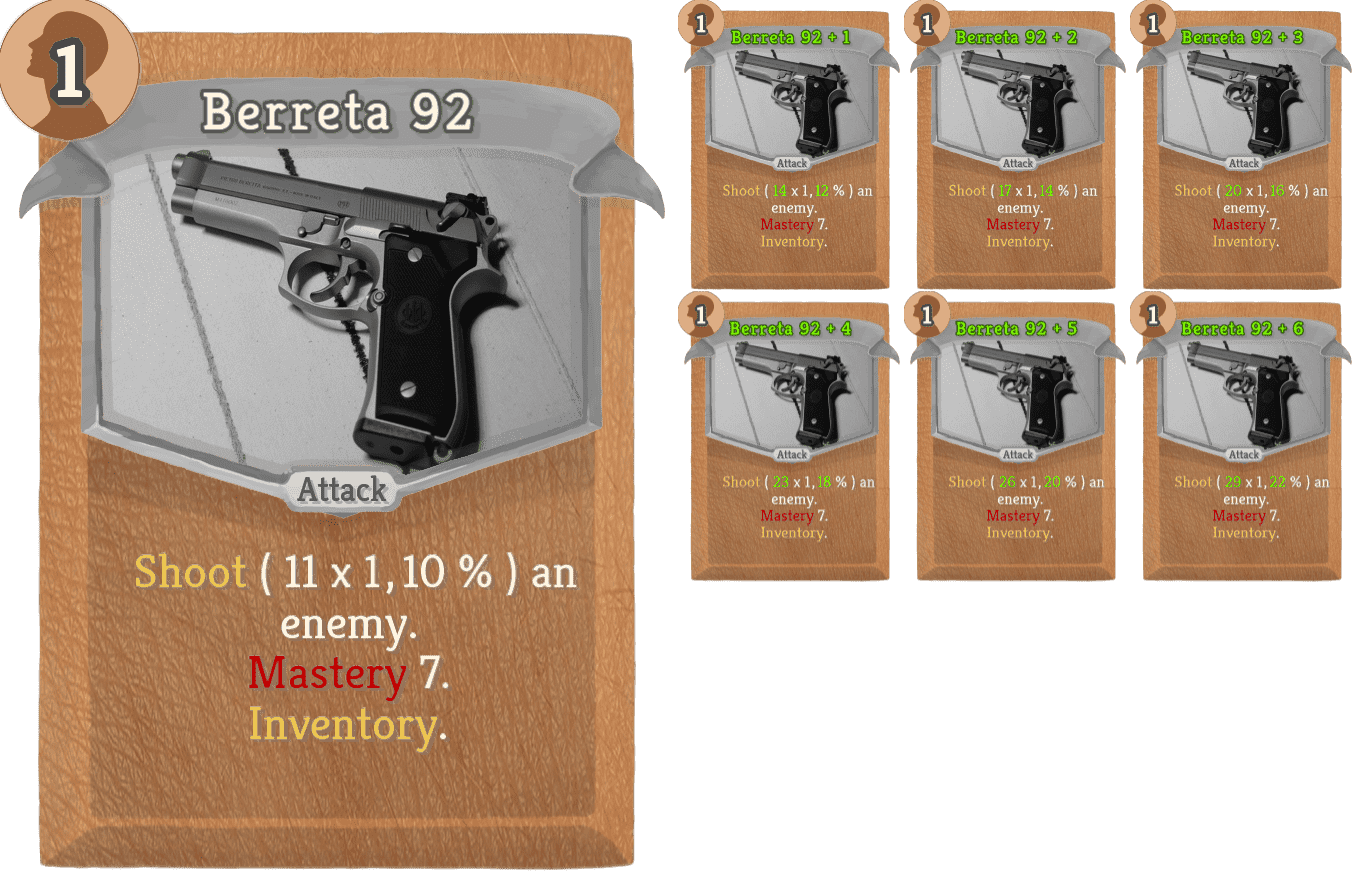 1
Berreta 92
Attack
Shoot ( 11 x 1, 10 % ) an
enemy.
Mastery 7.
Inventory.
1
Berreta 92 + 1
Attack
Shoot ( 14 x 1, 12 % ) an
enemy.
Mastery 7.
Inventory.
1
Berreta 92 + 2
Attack
Shoot ( 17 x 1, 14 % ) an
enemy.
Mastery 7.
Inventory.
1
Berreta 92 + 3
Attack
Shoot ( 20 x 1, 16 % ) an
enemy.
Mastery 7.
Inventory.
1
Berreta 92 + 4
Attack
Shoot ( 23 x 1, 18 % ) an
enemy.
Mastery 7.
Inventory.
1
Berreta 92 + 5
Attack
Shoot ( 26 x 1, 20 % ) an
enemy.
Mastery 7.
Inventory.
1
Berreta 92 + 6
Attack
Shoot ( 29 x 1, 22 % ) an
enemy.
Mastery 7.
Inventory.